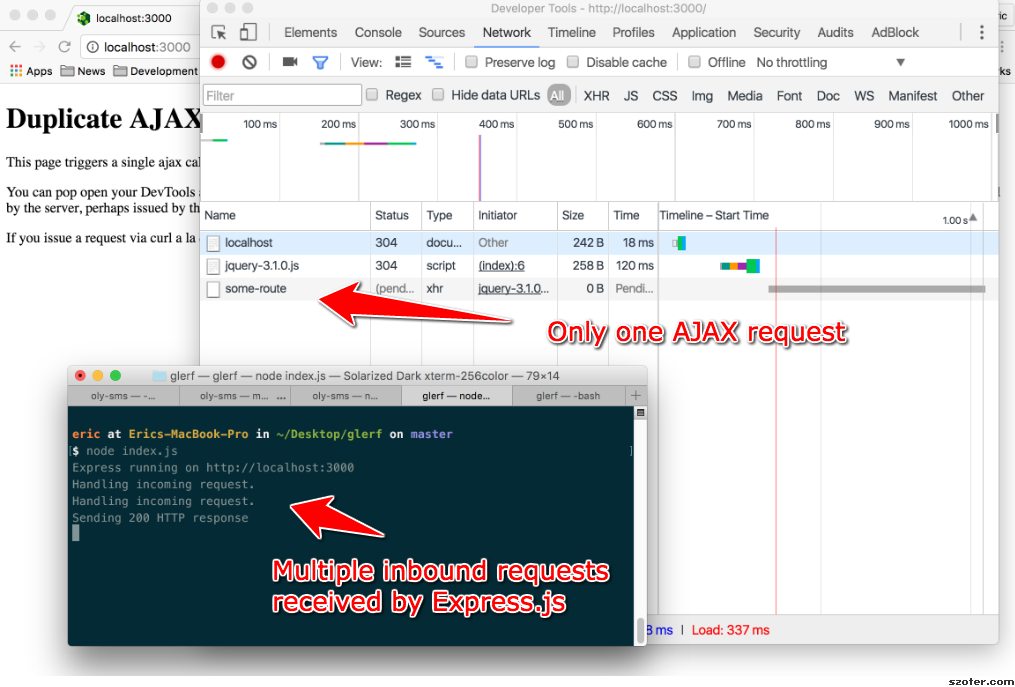 Developer Tools - http://localhost:3000/
localhost:3000
Elements Console Sources Network Timeline Profiles Application Security Audits AdBlock
localhost:3000
View: Preserve log Disable cache Offline No throttling
Apps News Development
Filter Regex Hide data URLs All XHR JS CSS Img Media Font Doc WS Manifest Other
100 ms 200 ms 300 ms 400 ms 500 ms 600 ms 700 ms 800 ms 900 ms 1000 ms
Duplicate AJAX
This page triggers a single ajax cal
You can pop open your DevTools
by the server, perhaps issued by th
If you issue a request via curl a la
Name Status Type Initiator Size Time Timeline – Start Time 1.00 s
localhost 304 docu... Other 242 B 18 ms
jquery-3.1.0.js 304 script (index):6 258 B 120 ms
some-route (pend... xhr jquery-3.1.0... 0 B Pendi...
Only one AJAX request
glerf — glerf — node index.js — Solarized Dark xterm-256color — 79×14
oly-sms — -... oly-sms — m... ... oly-sms — n... glerf — node... glerf — -bash +
eric at Erics-MacBook-Pro in ~/Desktop/glerf on master
$ node index.js
Express running on http://localhost:3000
Handling incoming request.
Handling incoming request.
Sending 200 HTTP response
Multiple inbound requests
received by Express.js
8 ms | Load: 337 ms
szoter.com